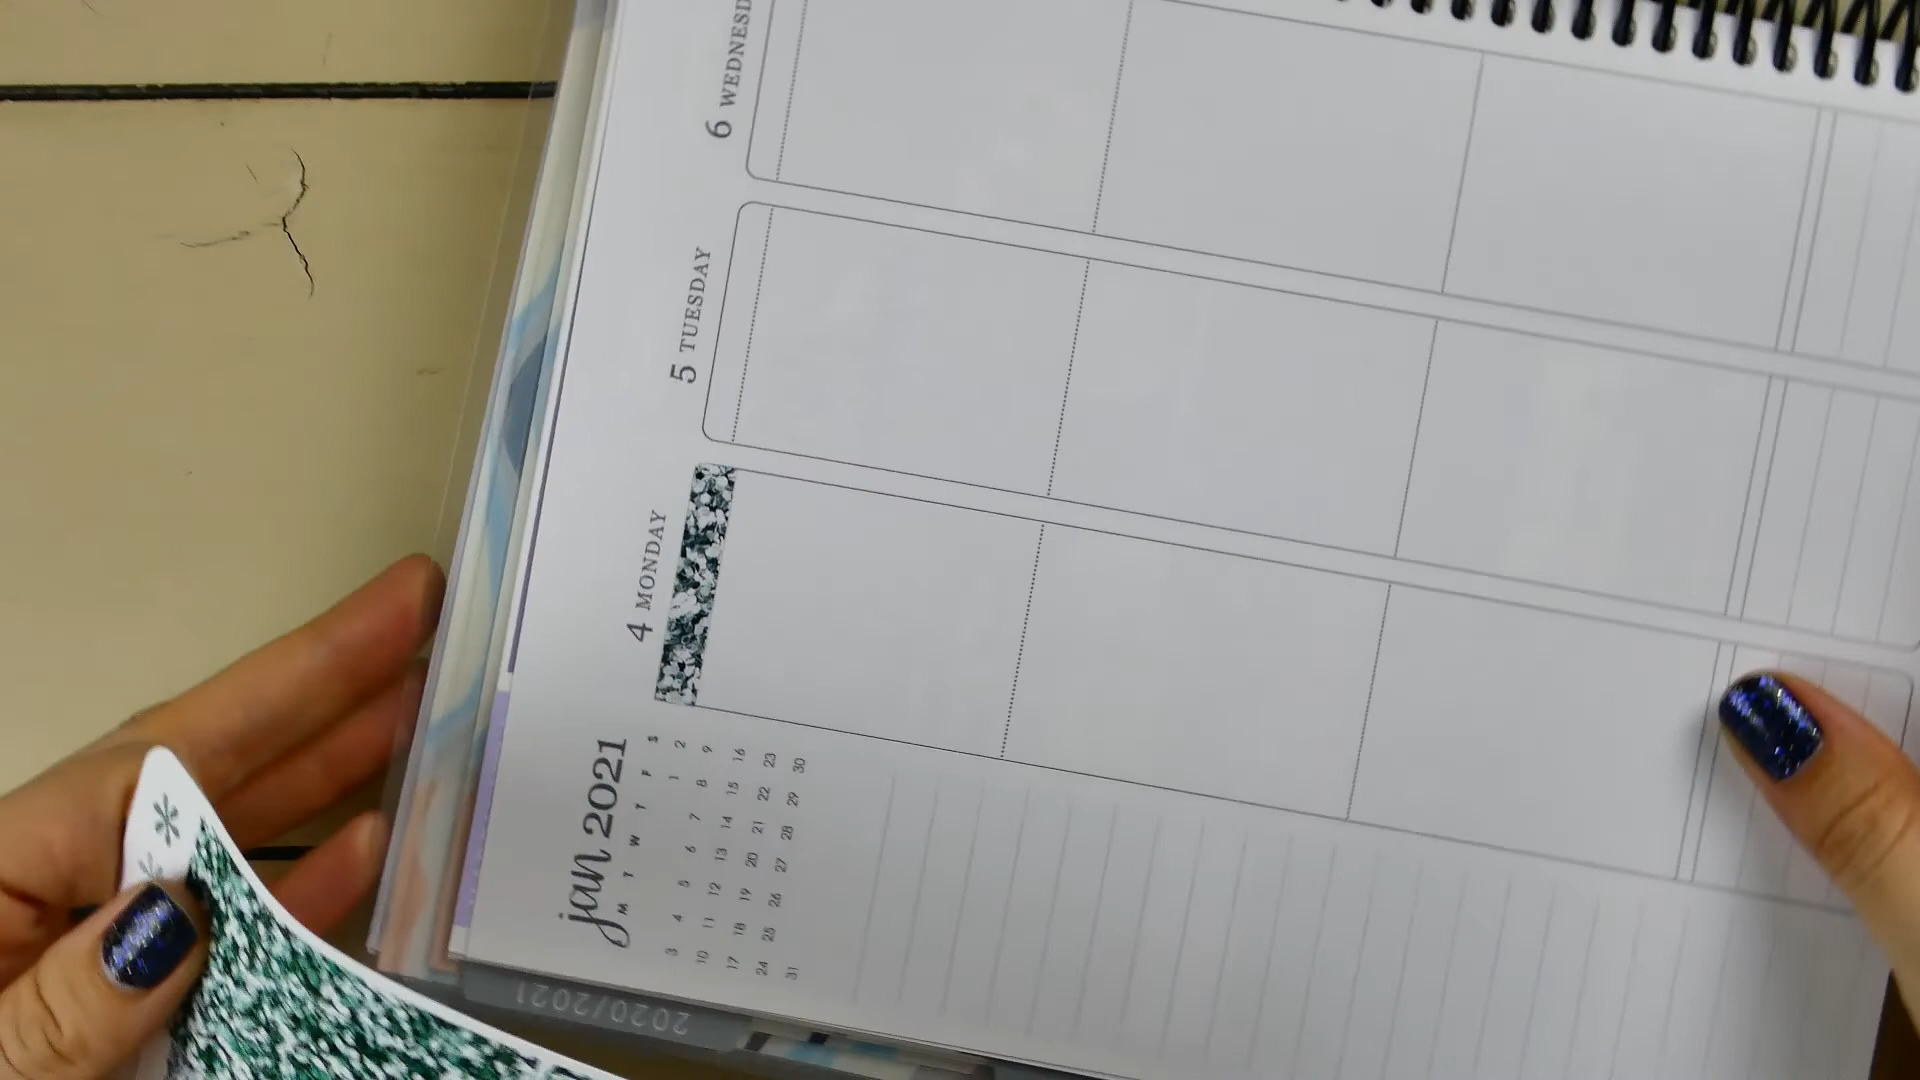 jan 2021
M T W T F S
1 2
3 4 5 6 7 8 9
10 11 12 13 14 15 16
17 18 19 20 21 22 23
24 25 26 27 28 29 30
31
4 MONDAY
5 TUESDAY
6 WEDNESD
2020/2021